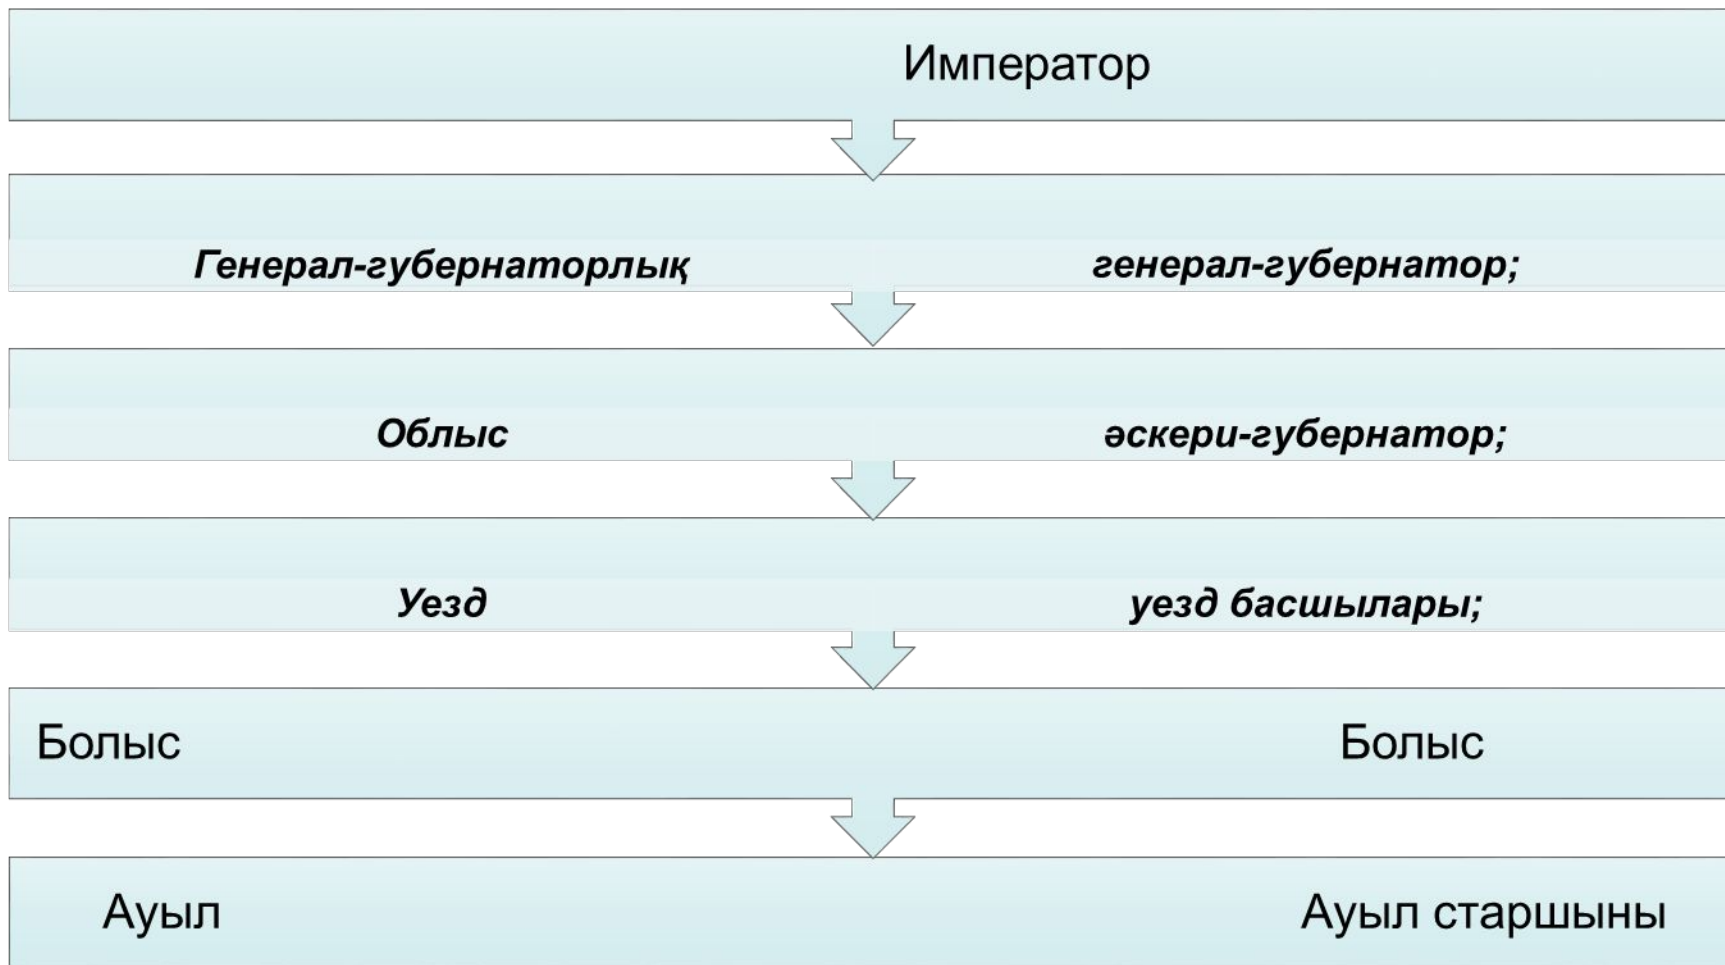 Император
Генерал-губернаторлық генерал-губернатор;
Облыс әскери-губернатор;
Уезд уезд басшылары;
Болыс Болыс
Ауыл Ауыл старшыны